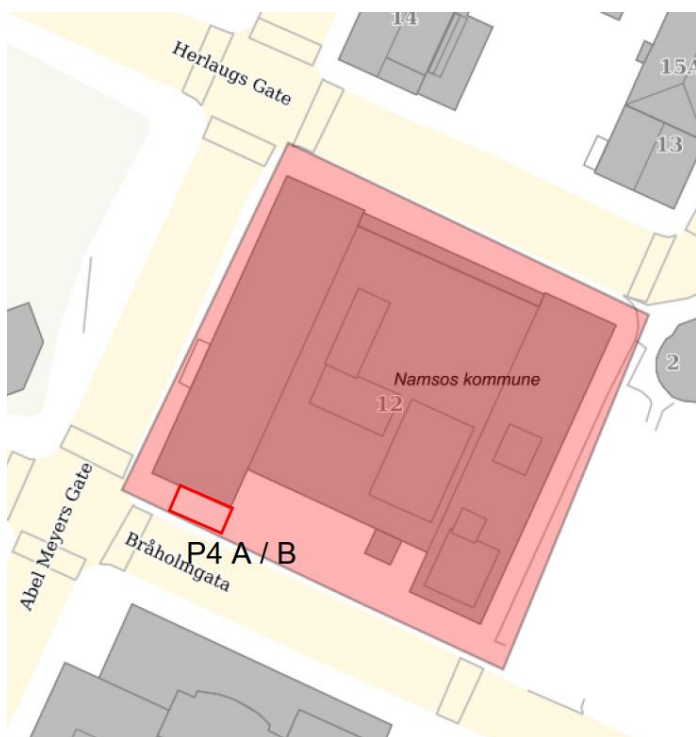 14
Herlaugs Gate
15A
13
2
Namsos kommune
12
Abel Meyers Gate
P4 A / B
Bråholmgata